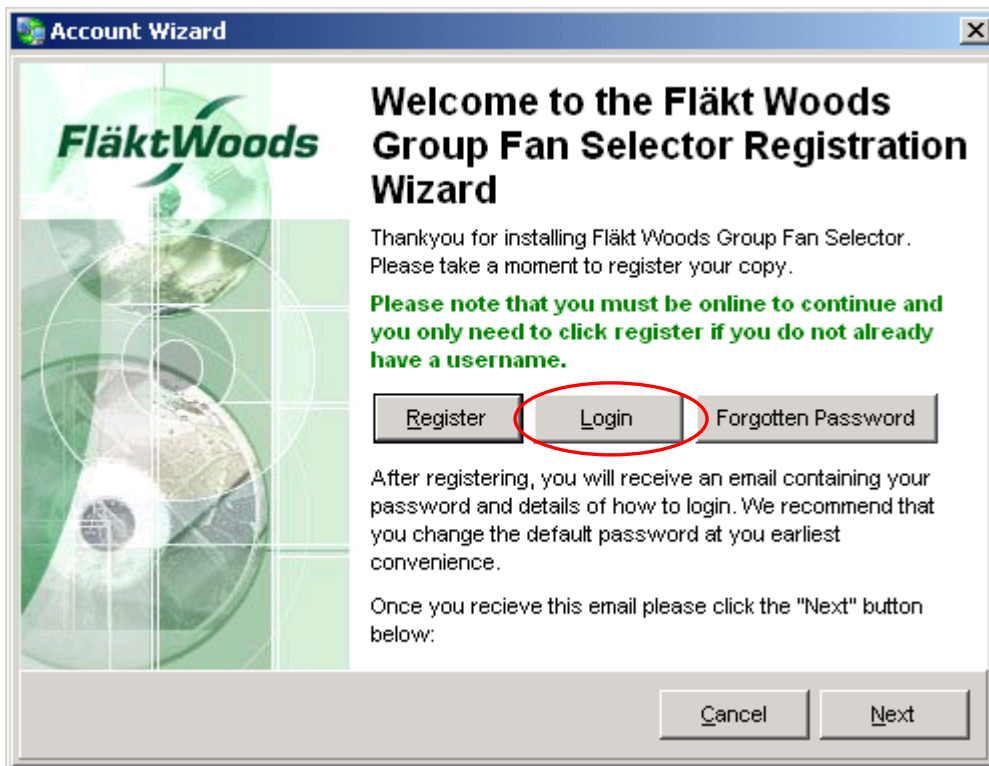 Account Wizard
FläktWoods
Welcome to the Fläkt Woods
Group Fan Selector Registration
Wizard
Thankyou for installing Fläkt Woods Group Fan Selector.
Please take a moment to register your copy.
Please note that you must be online to continue and
you only need to click register if you do not already
have a username.
Register Login Forgotten Password
After registering, you will receive an email containing your
password and details of how to login. We recommend that
you change the default password at you earliest
convenience.
Once you recieve this email please click the "Next" button
below:
Cancel Next